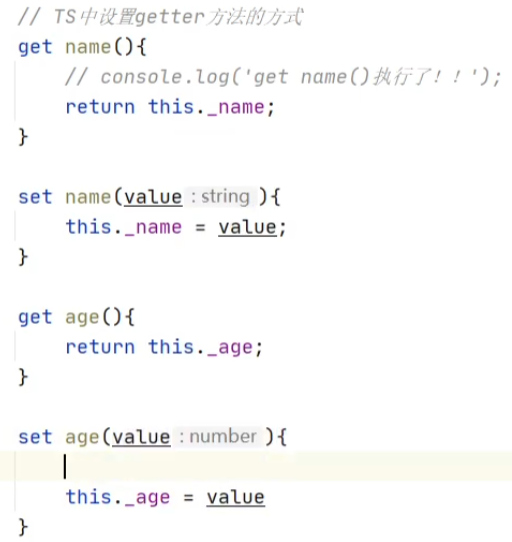 // TS中设置getter方法的方式
get name(){
// console.log('get name()执行了！！');
return this._name;
}
set name(value : string ){
this._name = value;
}
get age(){
return this._age;
}
set age(value : number ){
this._age = value
}